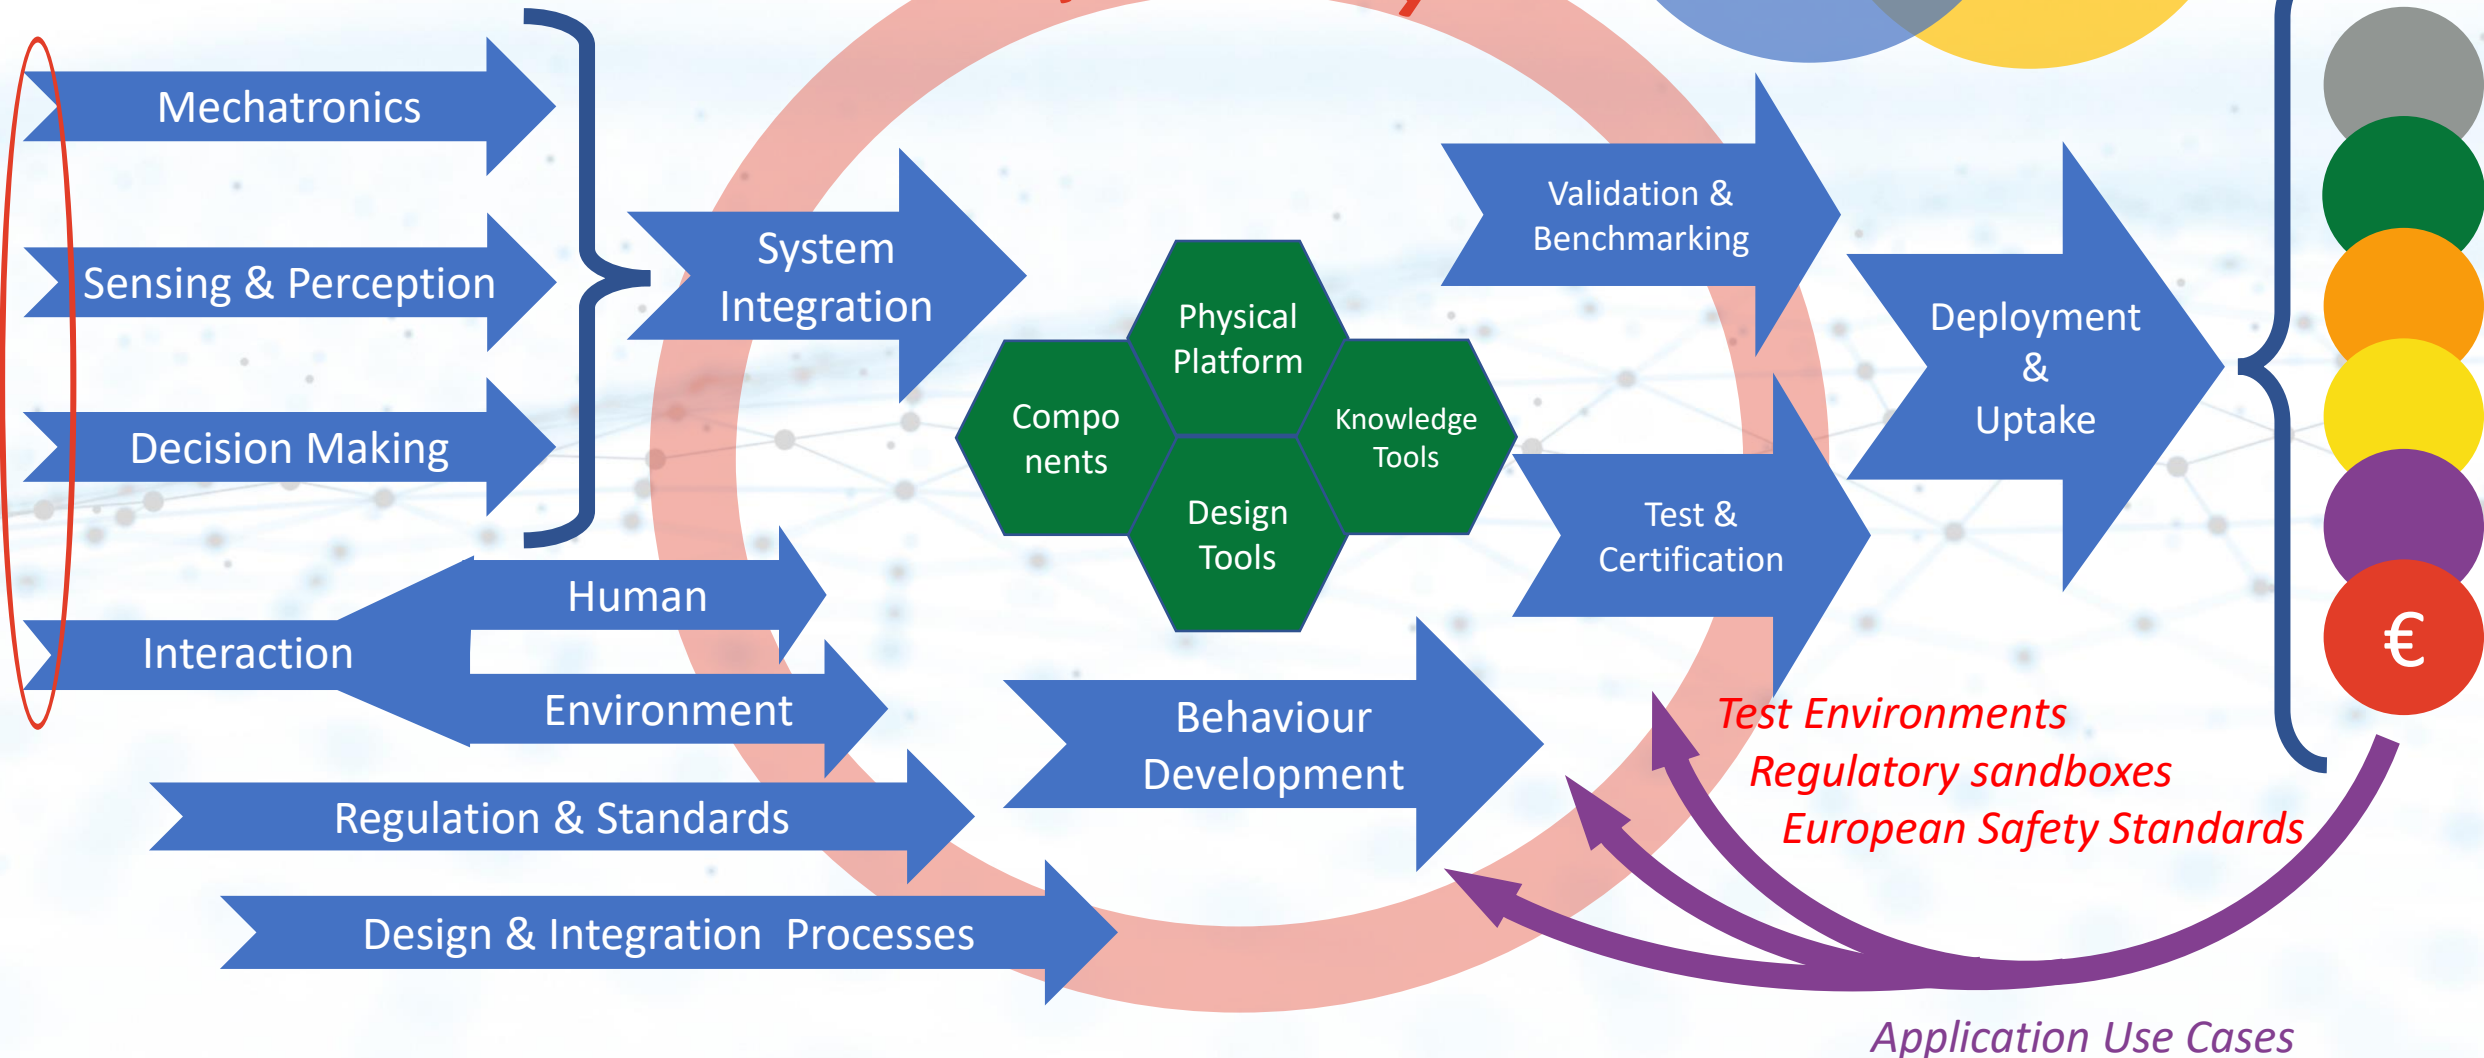 Mechatronics
Sensing & Perception
Decision Making
Interaction
Human
Environment
Regulation & Standards
Design & Integration  Processes
System
Integration
Physical
Platform
Compo
nents
Knowledge
Tools
Design
Tools
Behaviour
Development
Validation &
Benchmarking
Test &
Certification
Deployment
&
Uptake
€
Test Environments
Regulatory sandboxes
European Safety Standards
Application Use Cases